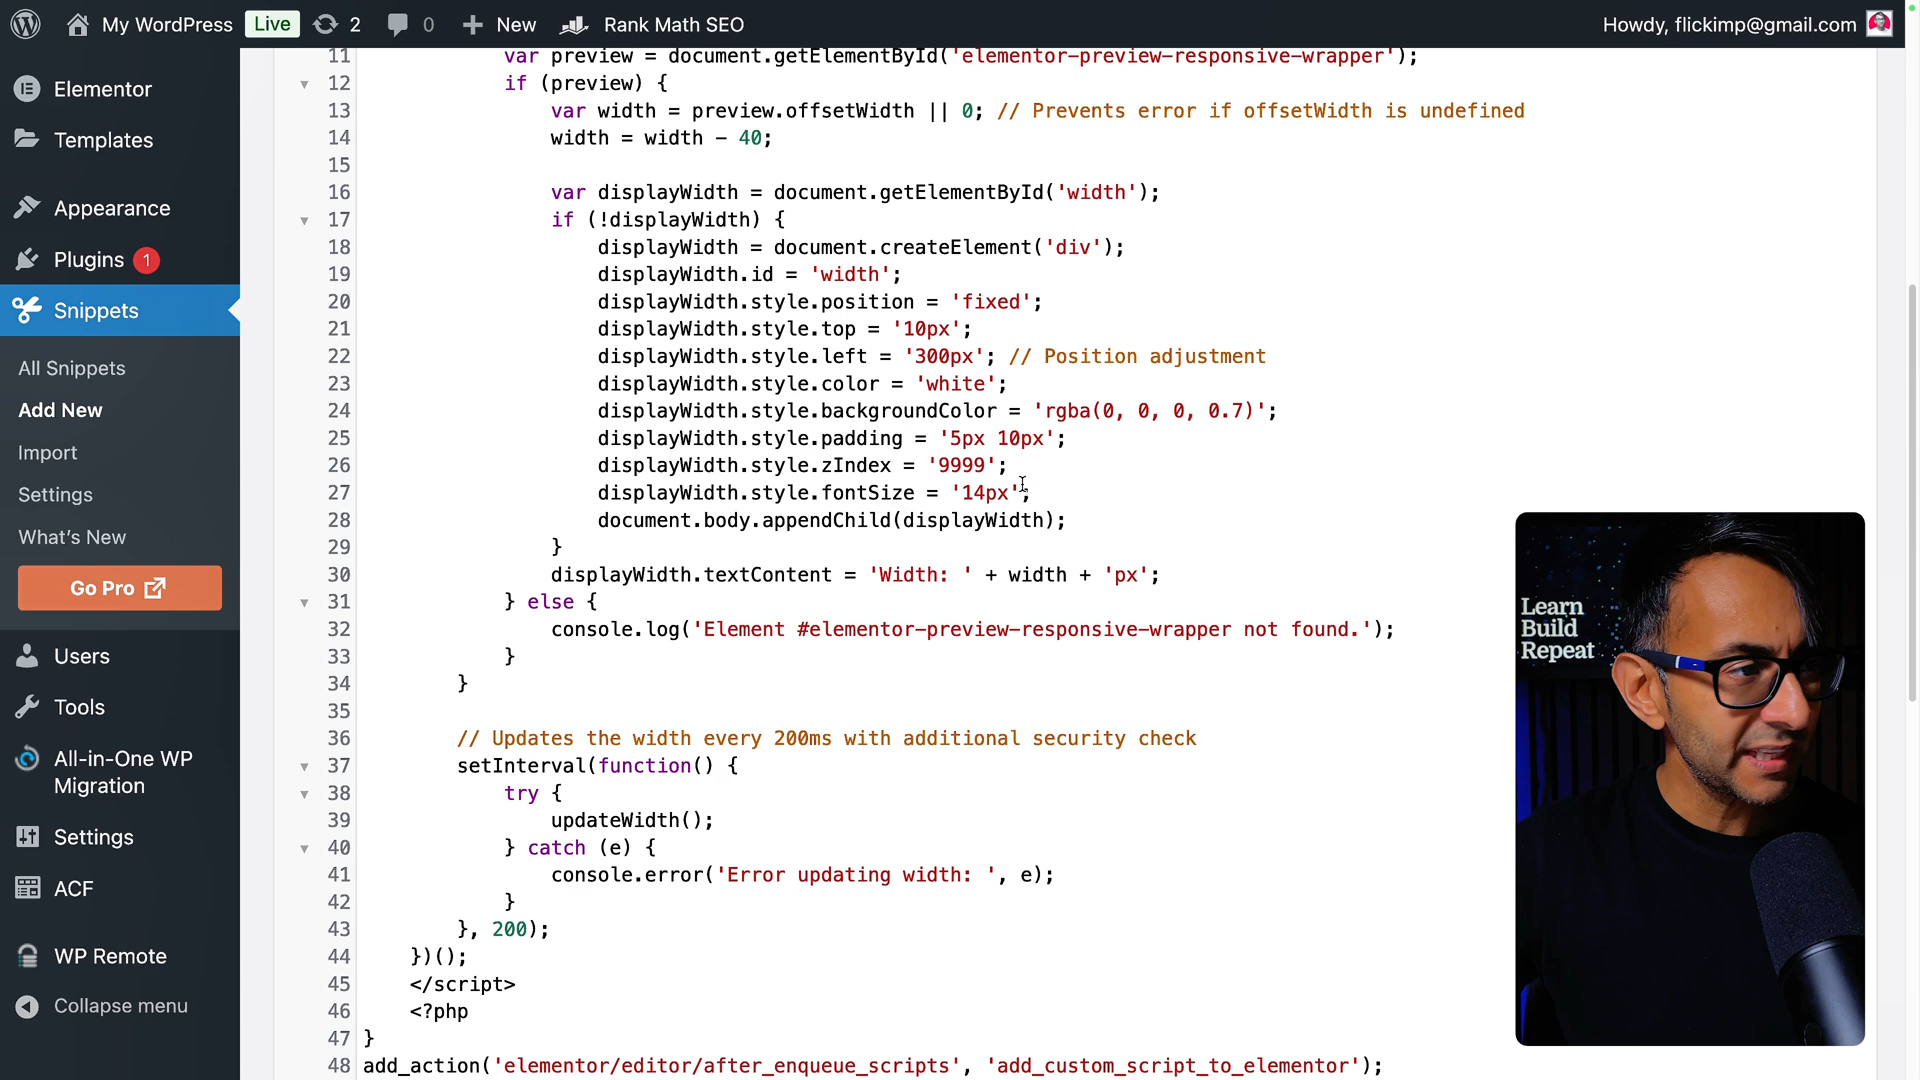 My WordPress Live 2 0 New Rank Math SEO Howdy, flickimp@gmail.com
Elementor
Templates
Appearance
Plugins 1
Snippets
All Snippets
Add New
Import
Settings
What's New
Go Pro
Users
Tools
All-in-One WP
Migration
Settings
ACF
WP Remote
Collapse menu
11 var preview = document.getElementById('elementor-preview-responsive-wrapper');
12 if (preview) {
13 var width = preview.offsetWidth || 0; // Prevents error if offsetWidth is undefined
14 width = width - 40;
15
16 var displayWidth = document.getElementById('width');
17 if (!displayWidth) {
18 displayWidth = document.createElement('div');
19 displayWidth.id = 'width';
20 displayWidth.style.position = 'fixed';
21 displayWidth.style.top = '10px';
22 displayWidth.style.left = '300px'; // Position adjustment
23 displayWidth.style.color = 'white';
24 displayWidth.style.backgroundColor = 'rgba(0, 0, 0, 0.7)';
25 displayWidth.style.padding = '5px 10px';
26 displayWidth.style.zIndex = '9999';
27 displayWidth.style.fontSize = '14px';
28 document.body.appendChild(displayWidth);
29 }
30 displayWidth.textContent = 'Width: ' + width + 'px';
31 } else {
32 console.log('Element #elementor-preview-responsive-wrapper not found.');
33 }
34 }
35
36 // Updates the width every 200ms with additional security check
37 setInterval(function() {
38 try {
39 updateWidth();
40 } catch (e) {
41 console.error('Error updating width: ', e);
42 }
43 }, 200);
44 })();
45 </script>
46 <?php
47 }
48 add_action('elementor/editor/after_enqueue_scripts', 'add_custom_script_to_elementor');
Learn
Build
Repeat